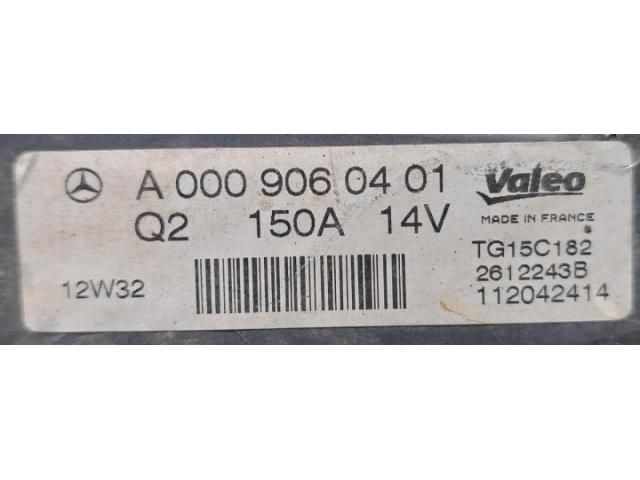 A 000 906 04 01
Valeo
Q2 150A 14V
MADE IN FRANCE
TG15C182
12W32
2612243B
112042414